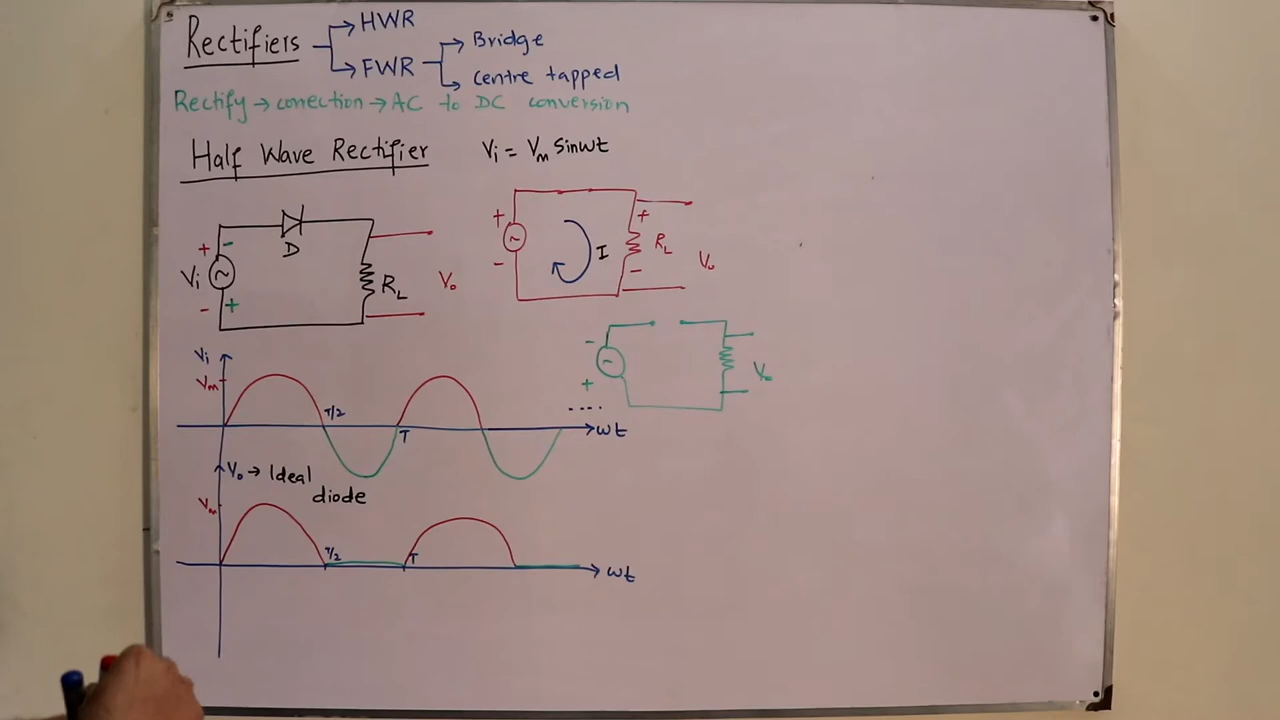 Rectifiers → HWR
→ FWR → Bridge
→ Centre tapped
Rectify → conection → AC to DC conversion
Half Wave Rectifier Vi = Vm Sinωt
+ - D
Vi
- +
RL Vo
+ - I + RL - Vo
- + Vo
Vi
Vm
T/2 T .... ωt
Vo → Ideal
diode
Vm
T/2 T ωt